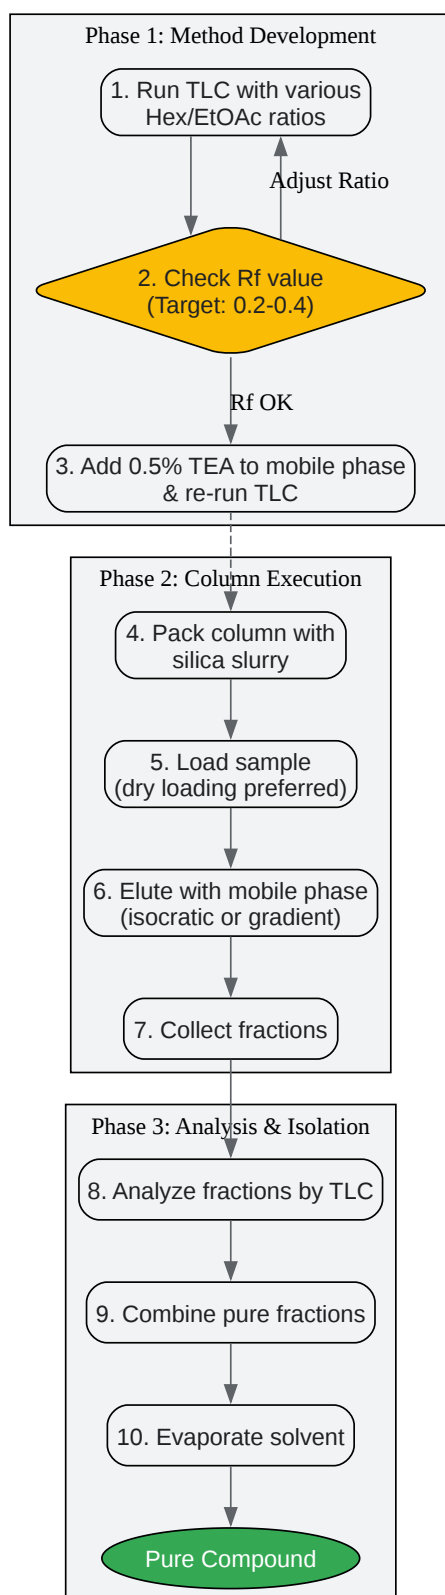 Phase 1: Method Development
1. Run TLC with various
Hex/EtOAc ratios
Adjust Ratio
2. Check Rf value
(Target: 0.2-0.4)
Rf OK
3. Add 0.5% TEA to mobile phase
& re-run TLC
Phase 2: Column Execution
4. Pack column with
silica slurry
5. Load sample
(dry loading preferred)
6. Elute with mobile phase
(isocratic or gradient)
7. Collect fractions
Phase 3: Analysis & Isolation
8. Analyze fractions by TLC
9. Combine pure fractions
10. Evaporate solvent
Pure Compound